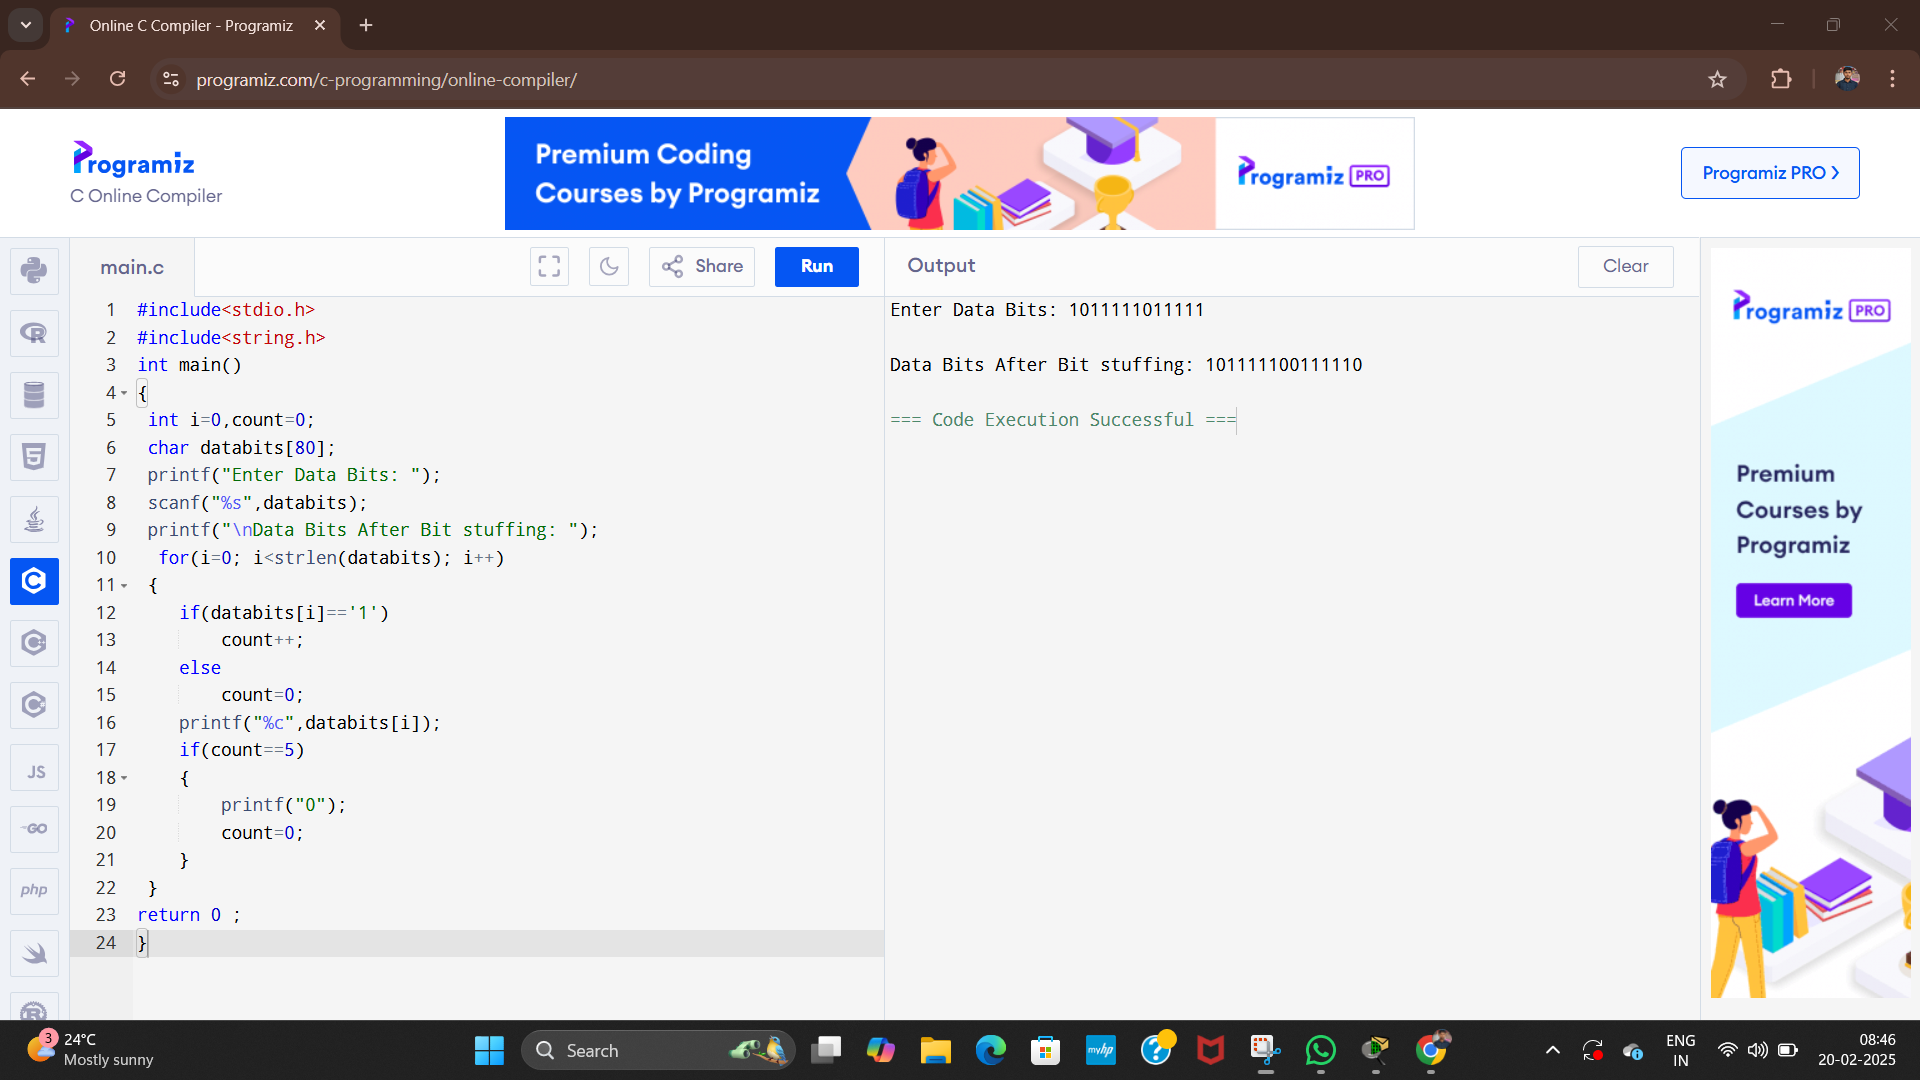 Online C Compiler - Programiz
programiz.com/c-programming/online-compiler/
Programiz
C Online Compiler
Premium Coding
Courses by Programiz
Programiz PRO
Programiz PRO >
main.c
Share
Run
Output
Clear
1 #include<stdio.h>
2 #include<string.h>
3 int main()
4 {
5 int i=0,count=0;
6 char databits[80];
7 printf("Enter Data Bits: ");
8 scanf("%s",databits);
9 printf("\nData Bits After Bit stuffing: ");
10 for(i=0; i<strlen(databits); i++)
11 {
12 if(databits[i]=='1')
13 count++;
14 else
15 count=0;
16 printf("%c",databits[i]);
17 if(count==5)
18 {
19 printf("0");
20 count=0;
21 }
22 }
23 return 0 ;
24 }
Enter Data Bits: 1011111011111
Data Bits After Bit stuffing: 101111100111110
=== Code Execution Successful ===
Programiz PRO
Premium
Courses by
Programiz
Learn More
JS
GO
php
3
24°C
Mostly sunny
Search
myhp
ENG
IN
08:46
20-02-2025